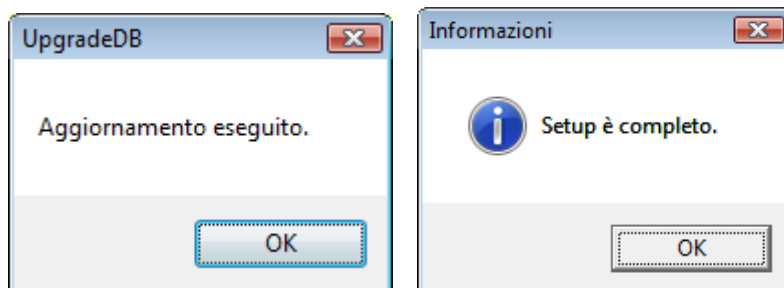 UpgradeDB
Aggiornamento eseguito.
OK
Informazioni
Setup è completo.
OK